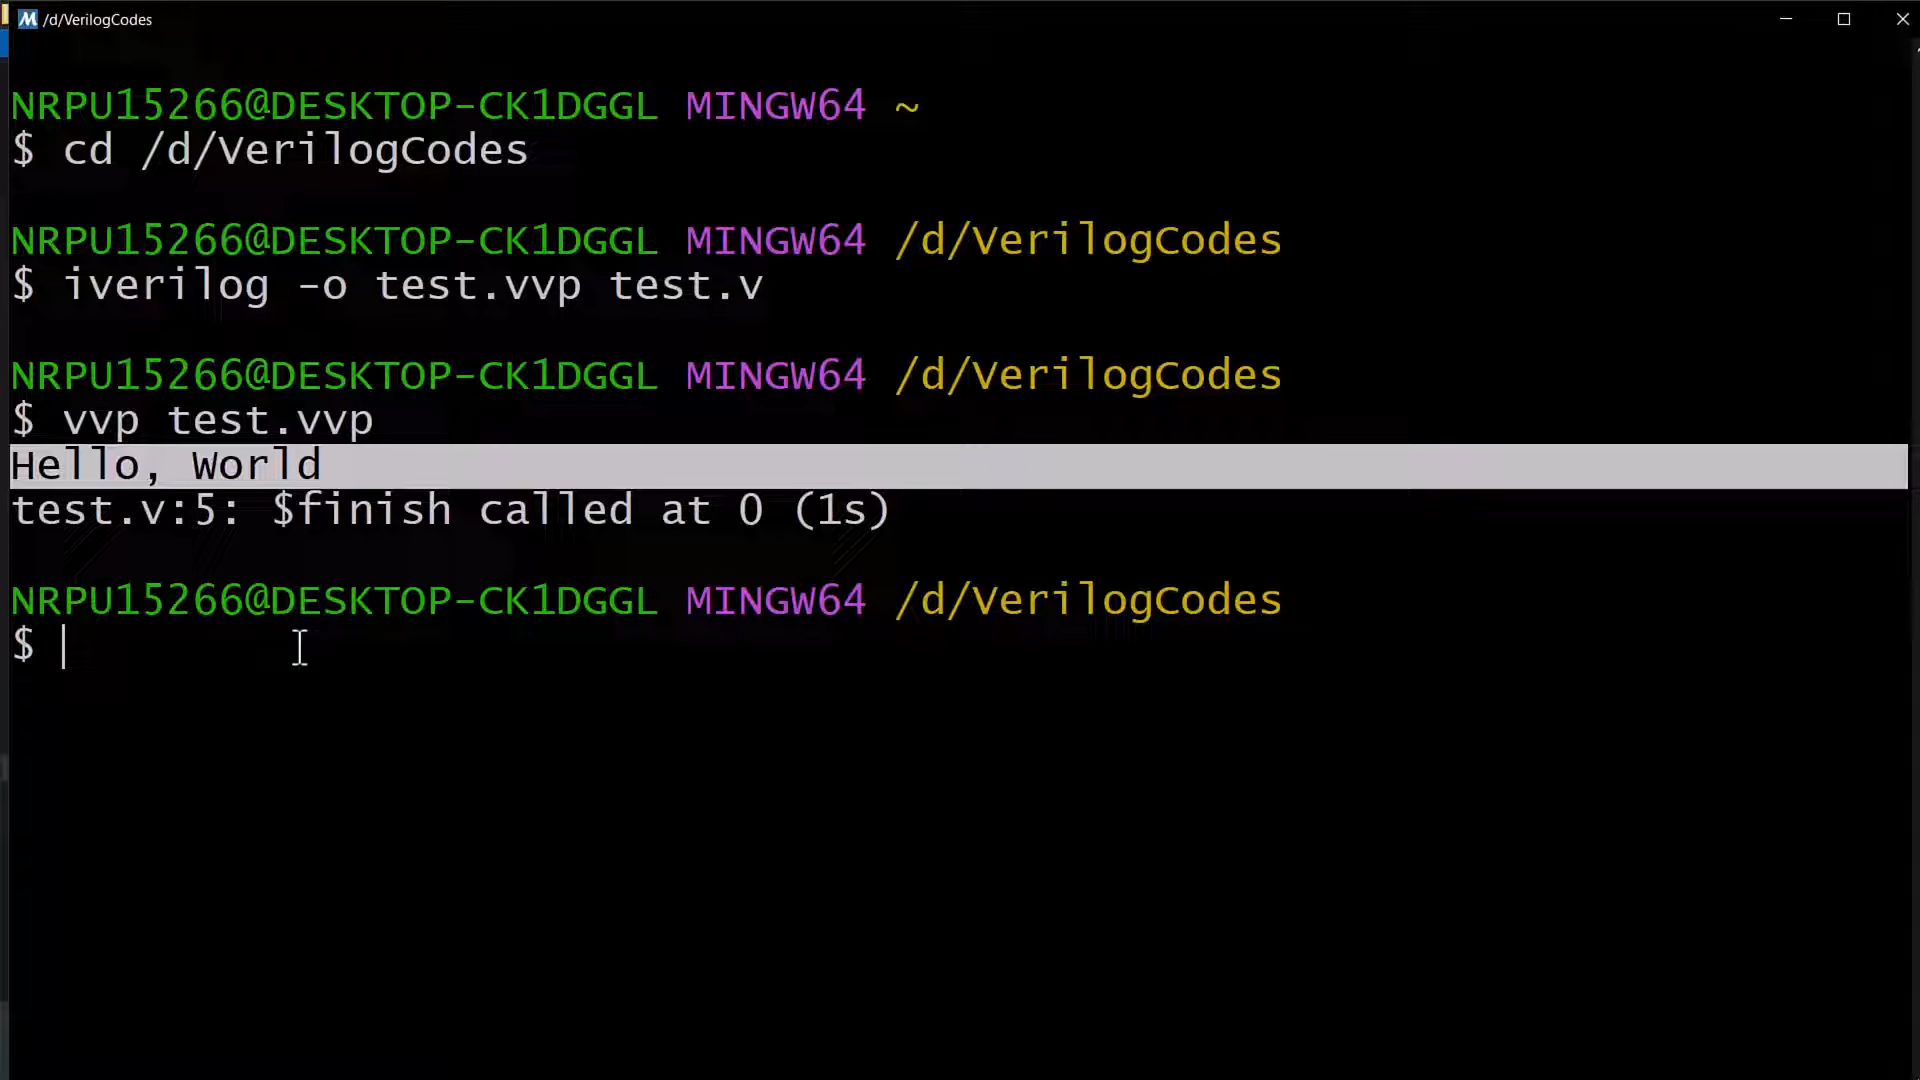 /d/VerilogCodes
NRPU15266@DESKTOP-CK1DGGL MINGW64 ~
$ cd /d/VerilogCodes
NRPU15266@DESKTOP-CK1DGGL MINGW64 /d/VerilogCodes
$ iverilog -o test.vvp test.v
NRPU15266@DESKTOP-CK1DGGL MINGW64 /d/VerilogCodes
$ vvp test.vvp
Hello, World
test.v:5: $finish called at 0 (1s)
NRPU15266@DESKTOP-CK1DGGL MINGW64 /d/VerilogCodes
$